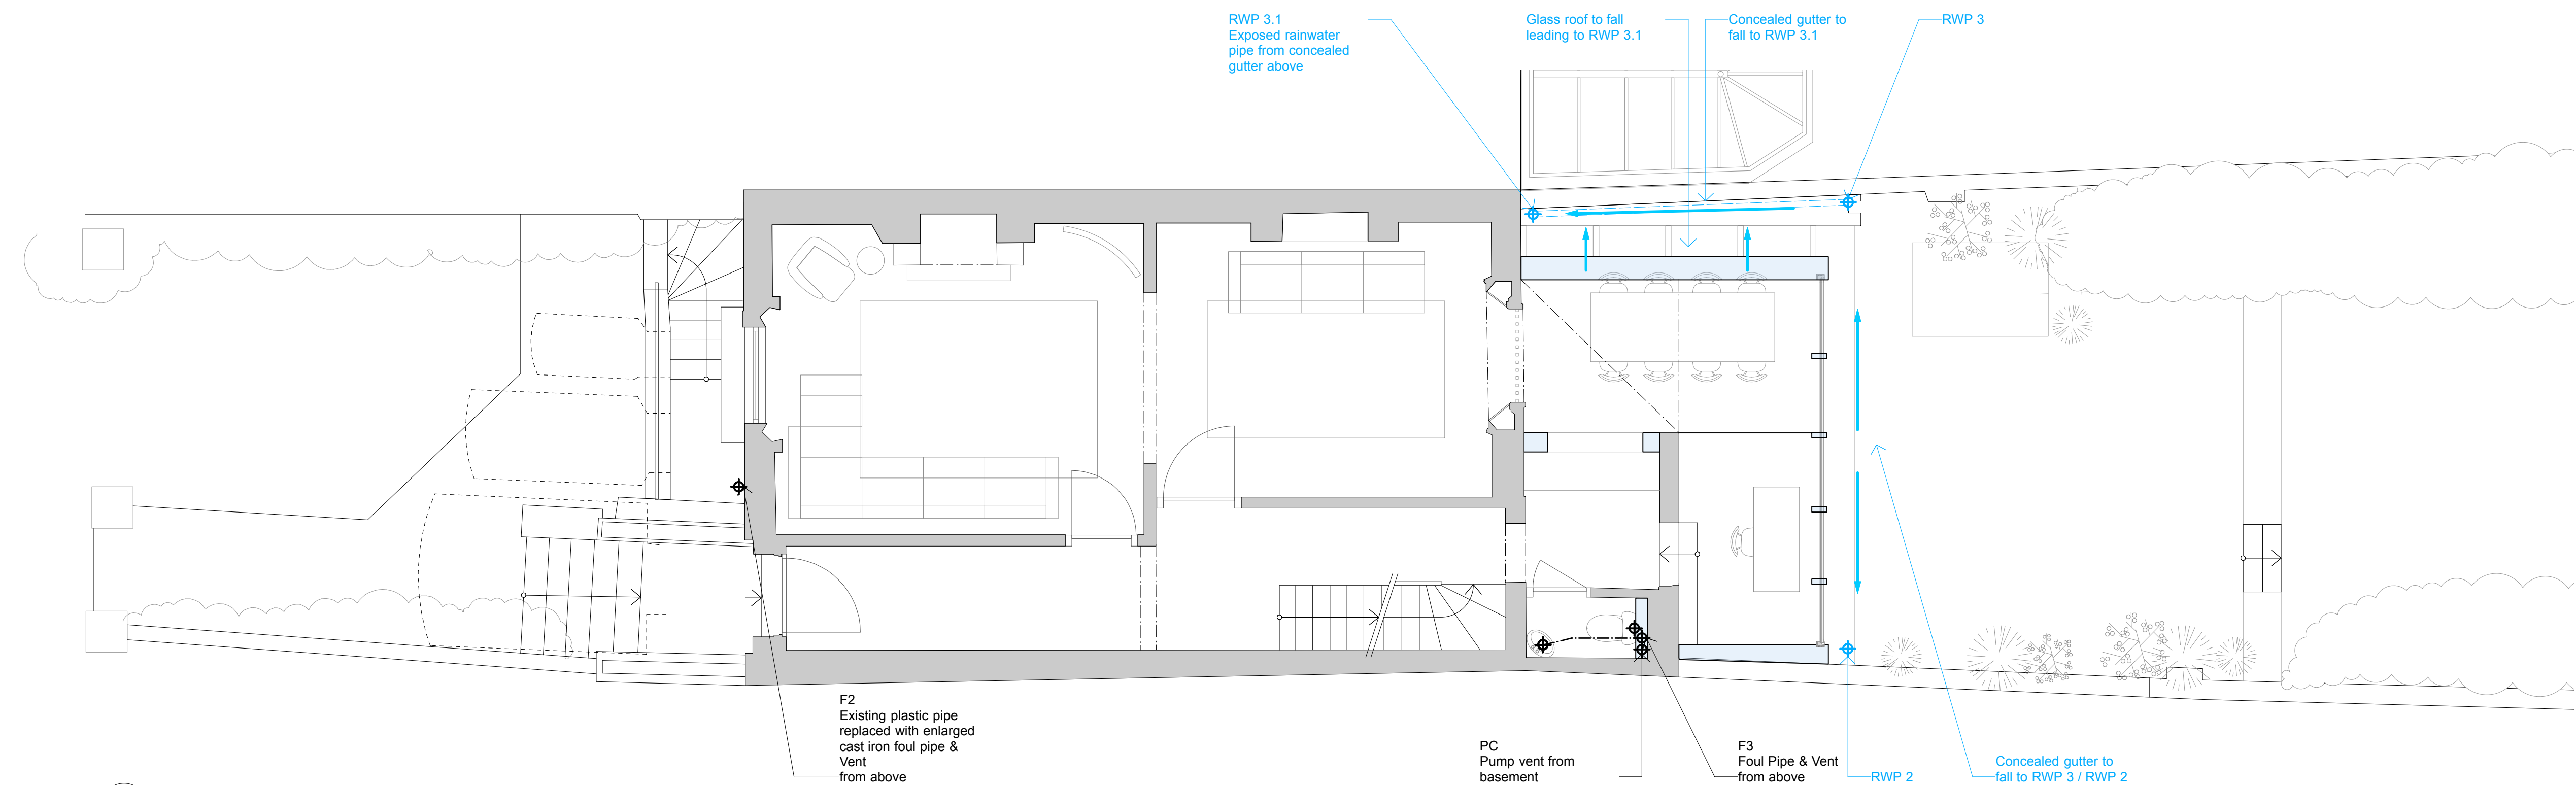 RWP 3.1
Exposed rainwater
pipe from concealed
gutter above
Glass roof to fall
leading to RWP 3.1
Concealed gutter to
fall to RWP 3.1
RWP 3
F2
Existing plastic pipe
replaced with enlarged
cast iron foul pipe &
Vent
from above
PC
Pump vent from
basement
F3
Foul Pipe & Vent
from above
RWP 2
Concealed gutter to
fall to RWP 3 / RWP 2